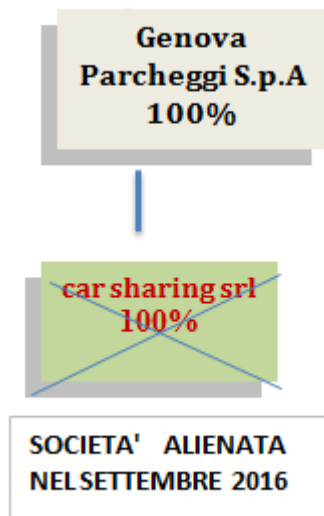 Genova
Parcheggi S.p.A
100%
car sharing srl
100%
SOCIETA' ALIENATA
NEL SETTEMBRE 2016